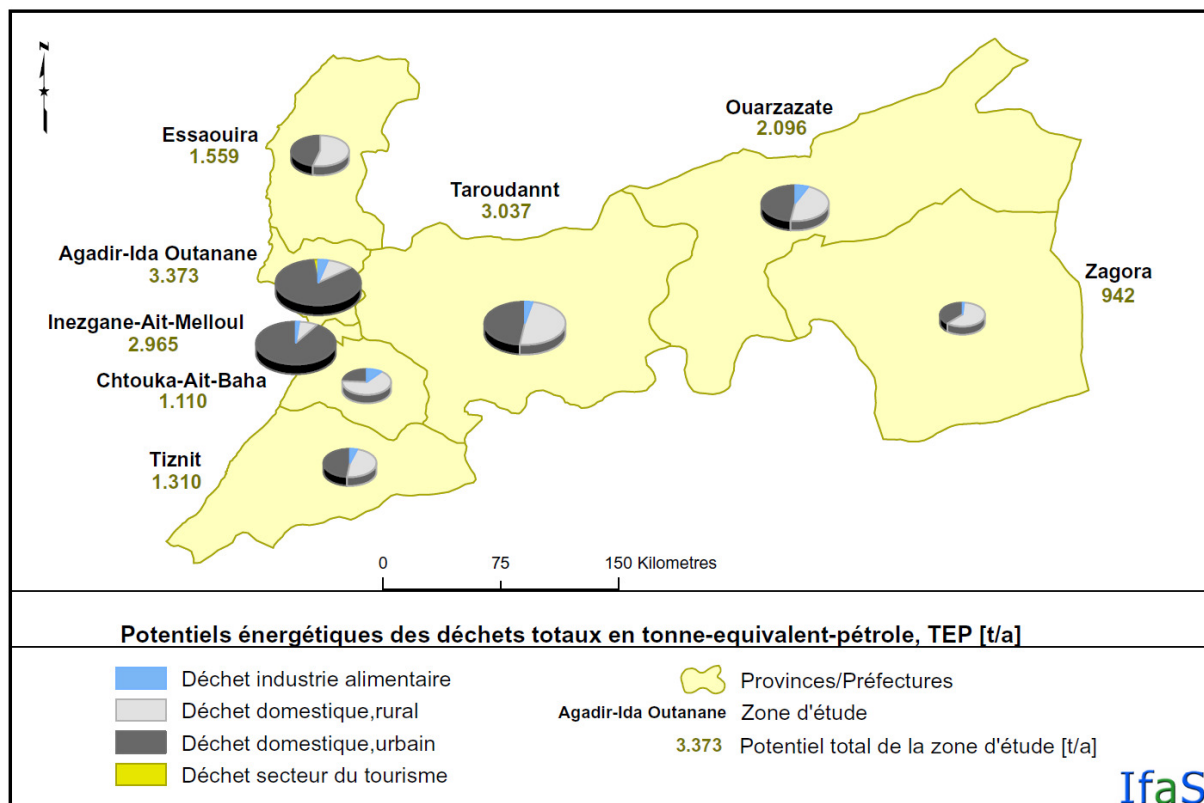 N
Essaouira
1.559
Ouarzazate
2.096
Taroudannt
3.037
Agadir-Ida Outanane
3.373
Zagora
942
Inezgane-Ait-Melloul
2.965
Chtouka-Ait-Baha
1.110
Tiznit
1.310
0 75 150 Kilometres
Potentiels énergétiques des déchets totaux en tonne-equivalent-pétrole, TEP [t/a]
Déchet industrie alimentaire
Déchet domestique,rural
Déchet domestique,urbain
Déchet secteur du tourisme
Provinces/Préfectures
Agadir-Ida Outanane Zone d'étude
3.373 Potentiel total de la zone d'étude [t/a]
IfaS